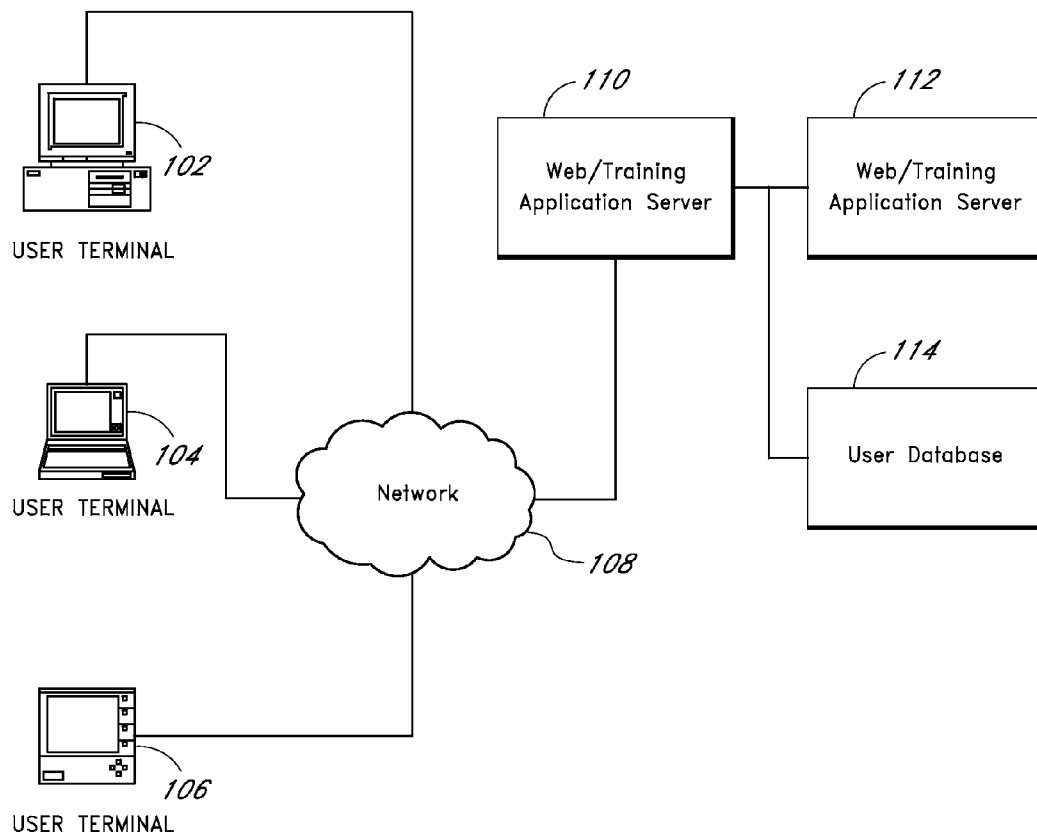 110
112
Web/Training
Application Server
Web/Training
Application Server
102
USER TERMINAL
114
User Database
104
USER TERMINAL
Network
108
106
USER TERMINAL